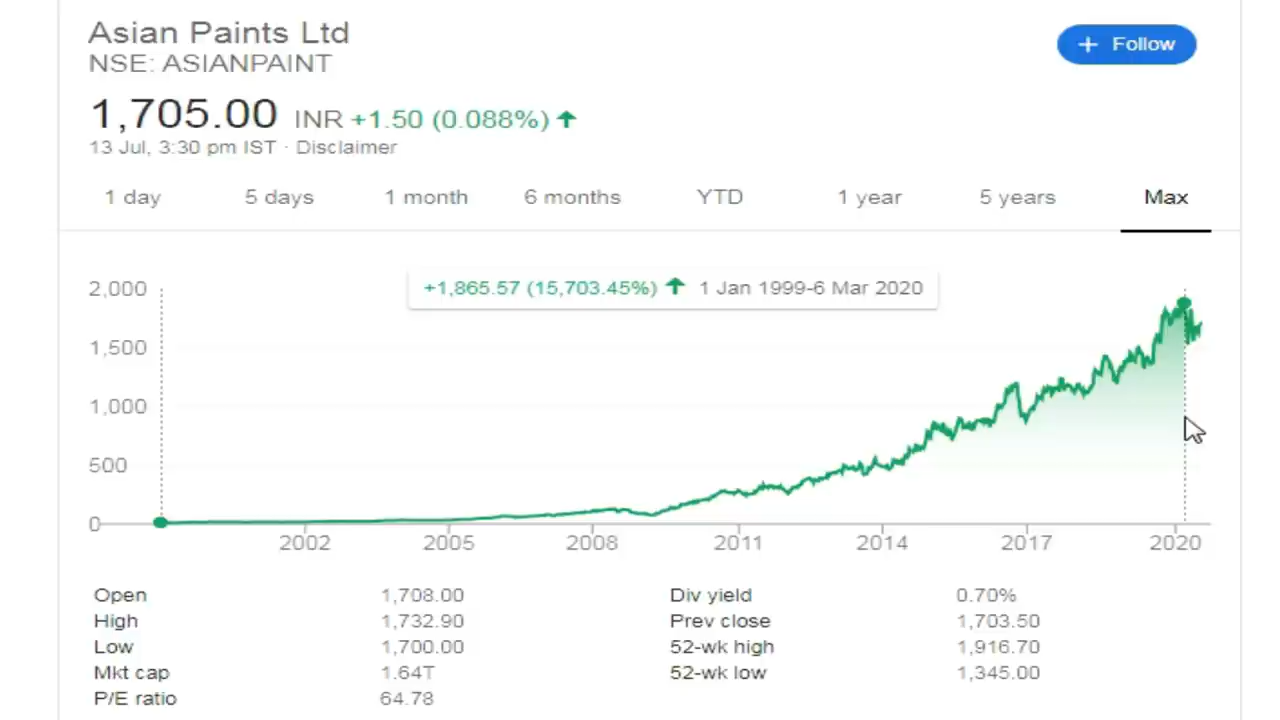 Asian Paints Ltd
+ Follow
NSE: ASIANPAINT
1,705.00 INR +1.50 (0.088%)
13 Jul, 3:30 pm IST · Disclaimer
1 day 5 days 1 month 6 months YTD 1 year 5 years Max
+1,865.57 (15,703.45%) 1 Jan 1999-6 Mar 2020
2,000
1,500
1,000
500
0
2002 2005 2008 2011 2014 2017 2020
Open 1,708.00 Div yield 0.70%
High 1,732.90 Prev close 1,703.50
Low 1,700.00 52-wk high 1,916.70
Mkt cap 1.64T 52-wk low 1,345.00
P/E ratio 64.78